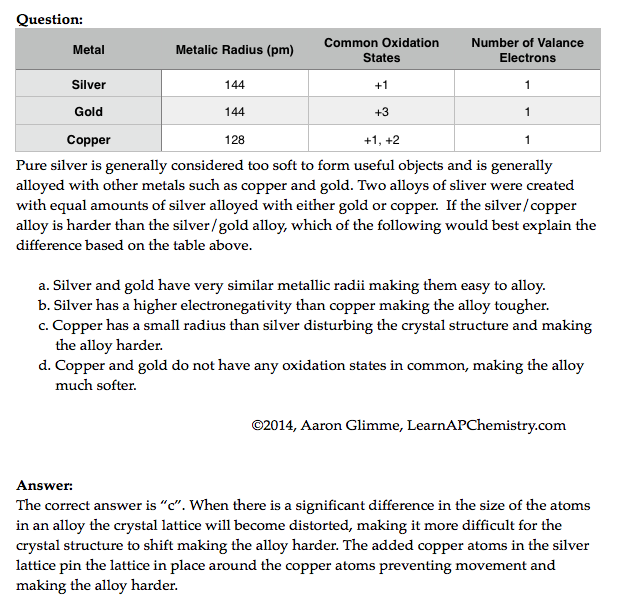 Question:
Metal Metalic Radius (pm) Common Oxidation States Number of Valance Electrons
Silver 144 +1 1
Gold 144 +3 1
Copper 128 +1, +2 1
Pure silver is generally considered too soft to form useful objects and is generally
alloyed with other metals such as copper and gold. Two alloys of sliver were created
with equal amounts of silver alloyed with either gold or copper.  If the silver/copper
alloy is harder than the silver/gold alloy, which of the following would best explain the
difference based on the table above.
a. Silver and gold have very similar metallic radii making them easy to alloy.
b. Silver has a higher electronegativity than copper making the alloy tougher.
c. Copper has a small radius than silver disturbing the crystal structure and making
the alloy harder.
d. Copper and gold do not have any oxidation states in common, making the alloy
much softer.
©2014, Aaron Glimme, LearnAPChemistry.com
Answer:
The correct answer is “c”. When there is a significant difference in the size of the atoms
in an alloy the crystal lattice will become distorted, making it more difficult for the
crystal structure to shift making the alloy harder. The added copper atoms in the silver
lattice pin the lattice in place around the copper atoms preventing movement and
making the alloy harder.